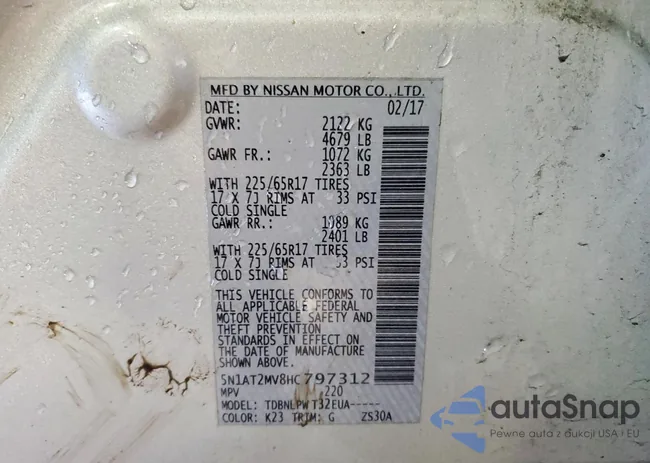 MFD BY NISSAN MOTOR CO.,LTD.
DATE: 02/17
GVWR: 2122 KG
4679 LB
GAWR FR.: 1072 KG
2363 LB
WITH 225/65R17 TIRES
17 X 7J RIMS AT 33 PSI
COLD SINGLE
GAWR RR.: 1089 KG
2401 LB
WITH 225/65R17 TIRES
17 X 7J RIMS AT 33 PSI
COLD SINGLE
THIS VEHICLE CONFORMS TO
ALL APPLICABLE FEDERAL
MOTOR VEHICLE SAFETY AND
THEFT PREVENTION
STANDARDS IN EFFECT ON
THE DATE OF MANUFACTURE
SHOWN ABOVE.
5N1AT2MV8HC797312
MPV 220
MODEL: TDBNLPWT32EUA-----
COLOR: K23 TRIM: G ZS30A
autoSnap
Pewne auta z aukcji USA i EU